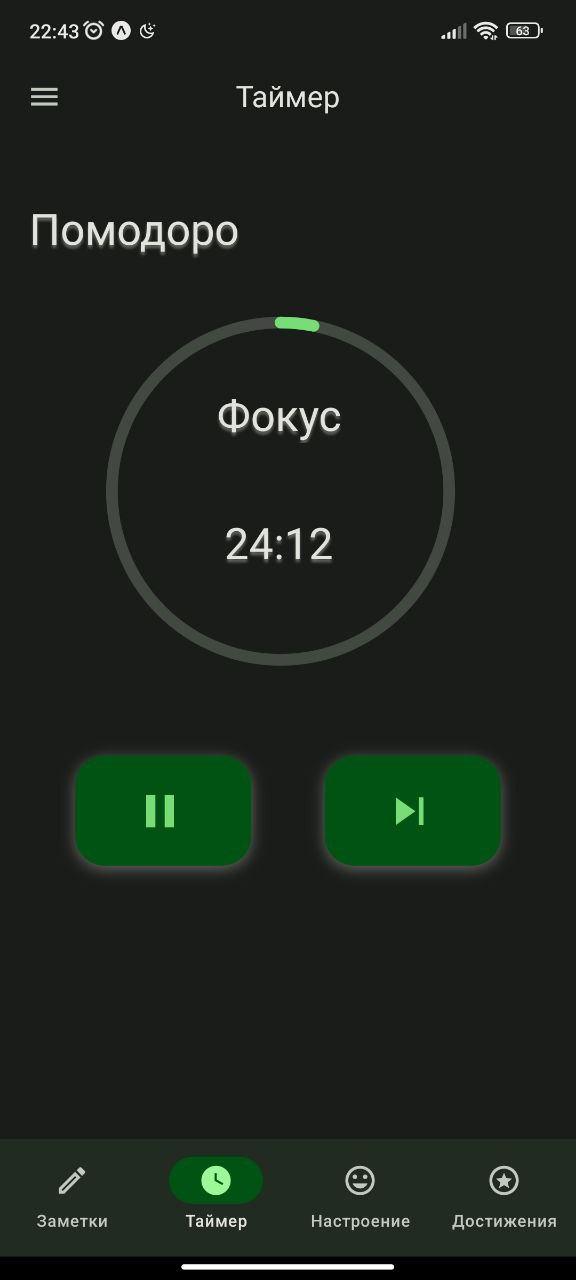 22:43
63
Таймер
Помодоро
Фокус
24:12
Заметки
Таймер
Настроение
Достижения